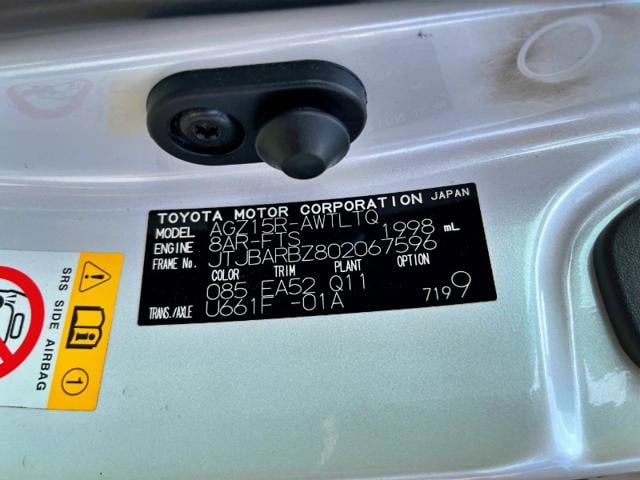 TOYOTA MOTOR CORPORATION JAPAN
MODEL AGZ15R-AWTLTQ
ENGINE 8AR-FTS 1998 mL
FRAME No. JTJBARBZ802067596
COLOR TRIM PLANT OPTION
085 EA52 Q11
TRANS./AXLE U661F -01A 7199
SRS SIDE AIRBAG
i
1